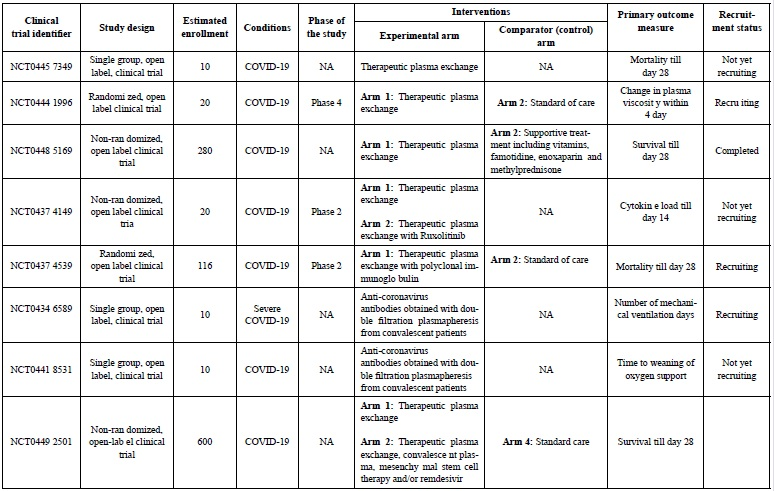 Clinical
trial identifier
Study design
Estimated
enrollment
Conditions
Phase of
the study
Interventions
Experimental arm
Comparator (control)
arm
Primary outcome
measure
Recruit-
ment status
NCT0445 7349
Single group, open
label, clinical trial
10
COVID-19
NA
Therapeutic plasma exchange
NA
Mortality till
day 28
Not yet
recruiting
NCT0444 1996
Randomi zed, open
label clinical trial
20
COVID-19
Phase 4
Arm 1: Therapeutic plasma
exchange
Arm 2: Standard of care
Change in plasma
viscosit y within
4 day
Recru iting
NCT0448 5169
Non-ran domized,
open label clinical
trial
280
COVID-19
NA
Arm 1: Therapeutic plasma
exchange
Arm 2: Supportive treat-
ment including vitamins,
famotidine, enoxaparin and
methylprednisone
Survival till
day 28
Completed
NCT0437 4149
Non-ran domized,
open label clinical
tria
20
COVID-19
Phase 2
Arm 1: Therapeutic plasma
exchange
Arm 2: Therapeutic plasma
exchange with Ruxolitinib
NA
Cytokin e load till
day 14
Not yet
recruiting
NCT0437 4539
Randomi zed,
open label clinical
trial
116
COVID-19
Phase 2
Arm 1: Therapeutic plasma
exchange with polyclonal im-
munoglo bulin
Arm 2: Standard of care
Mortality till day 28
Recruiting
NCT0434 6589
Single group, open
label, clinical trial
10
Severe
COVID-19
NA
Anti-coronavirus
antibodies obtained with dou-
ble filtration plasmapheresis
from convalescent patients
NA
Number of mechani-
cal ventilation days
Recruiting
NCT0441 8531
Single group, open
label, clinical trial
10
COVID-19
NA
Anti-coronavirus
antibodies obtained with dou-
ble filtration plasmapheresis
from convalescent patients
NA
Time to weaning of
oxygen support
Not yet
recruiting
NCT0449 2501
Non-ran domized,
open-lab el clinical
trial
600
COVID-19
NA
Arm 1: Therapeutic plasma
exchange
Arm 2: Therapeutic plasma
exchange, convalesce nt plas-
ma, mesenchy mal stem cell
therapy and/or remdesivir
Arm 4: Standard care
Survival till day 28